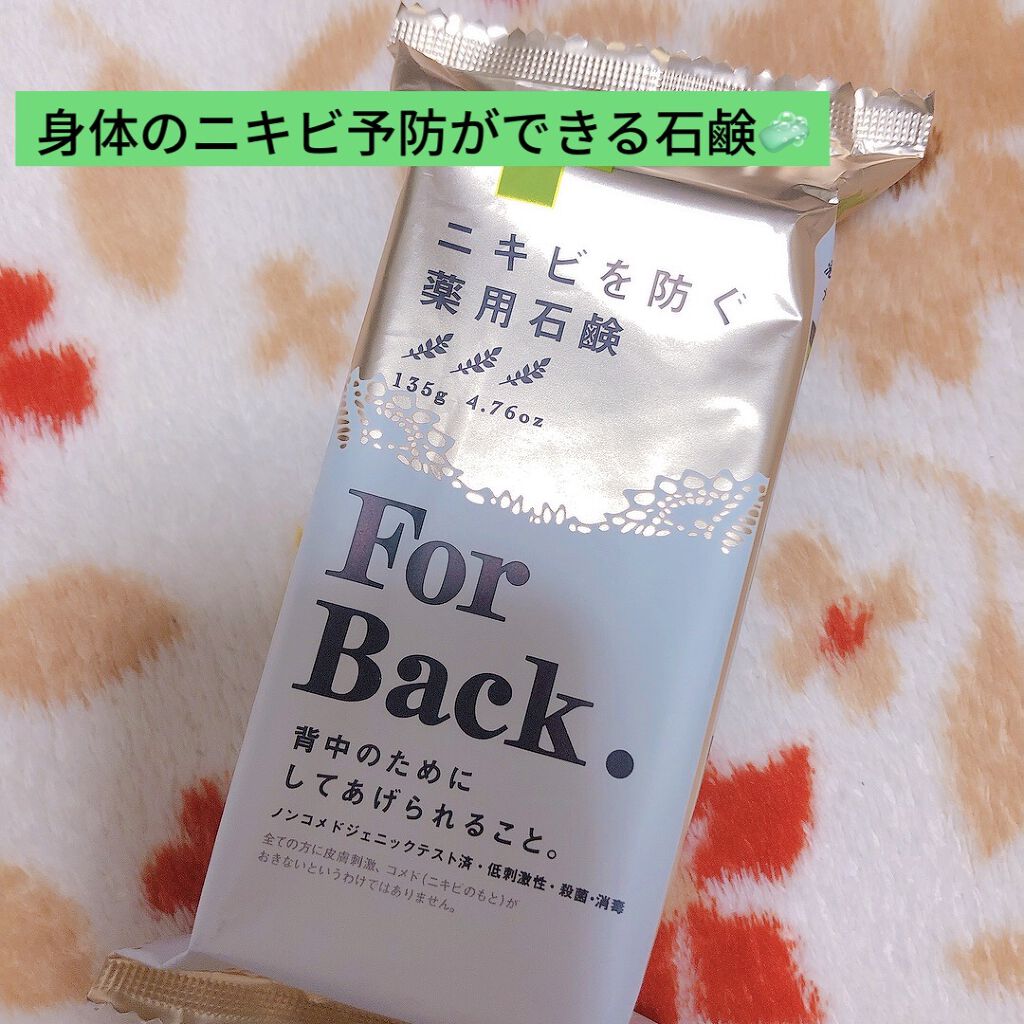 身体のニキビ予防ができる石鹸🧼
ニキビを防ぐ
薬用石鹸
135g 4.76oz
For
Back.
背中のために
してあげられること。
ノンコメドジェニックテスト済・低刺激性・殺菌・消毒
全ての方に皮膚刺激、コメド(ニキビのもと)が
おきないというわけではありません。